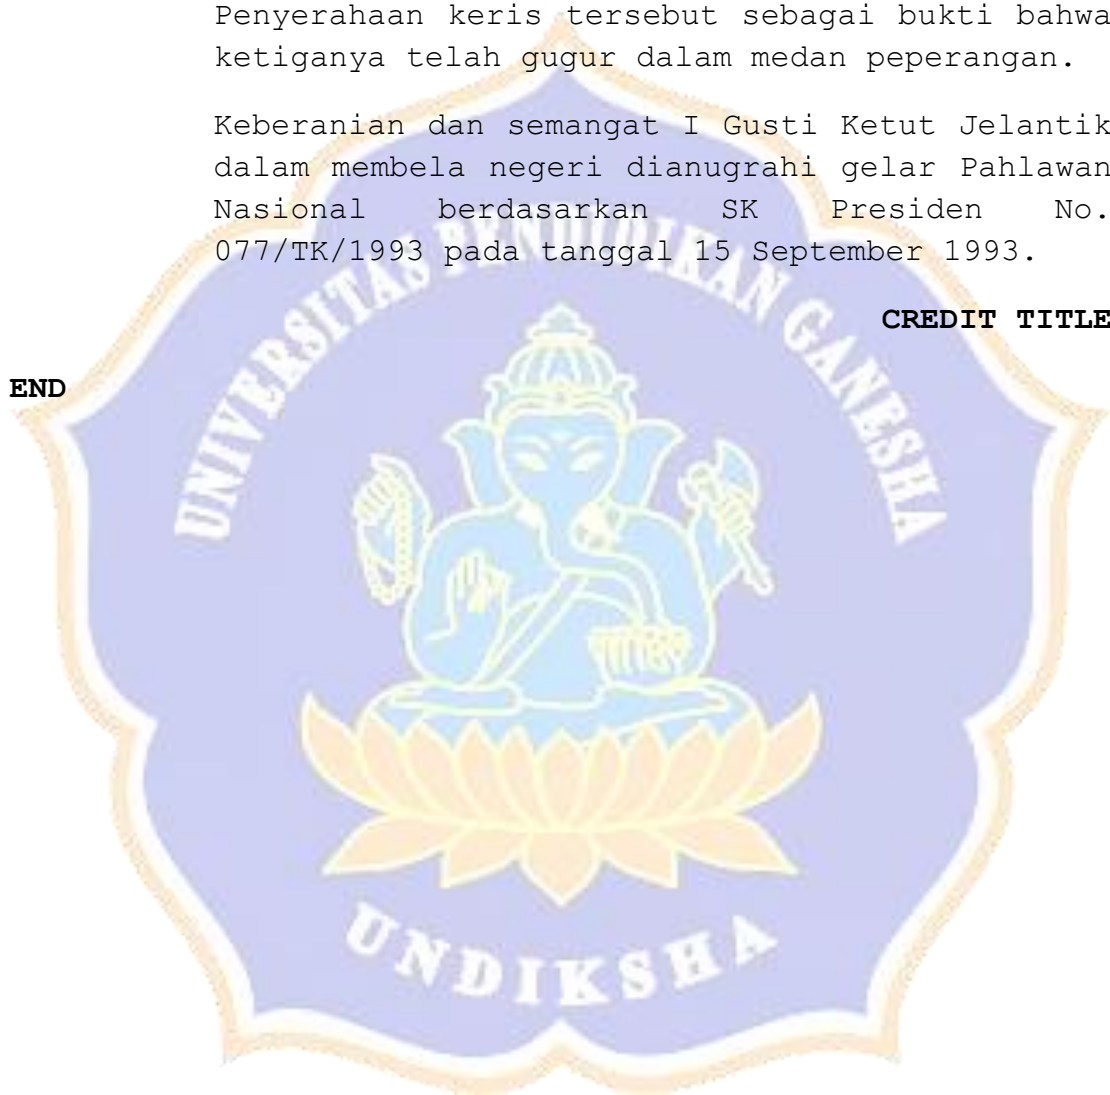 Penyerahaan keris tersebut sebagai bukti bahwa
ketiganya telah gugur dalam medan peperangan.
Keberanian dan semangat I Gusti Ketut Jelantik
dalam membela negeri dianugrahi gelar Pahlawan
Nasional berdasarkan SK Presiden No.
077/TK/1993 pada tanggal 15 September 1993.
CREDIT TITLE
END
UNIVERSITAS PENDIDIKAN GANESHA
UNDIKSHA